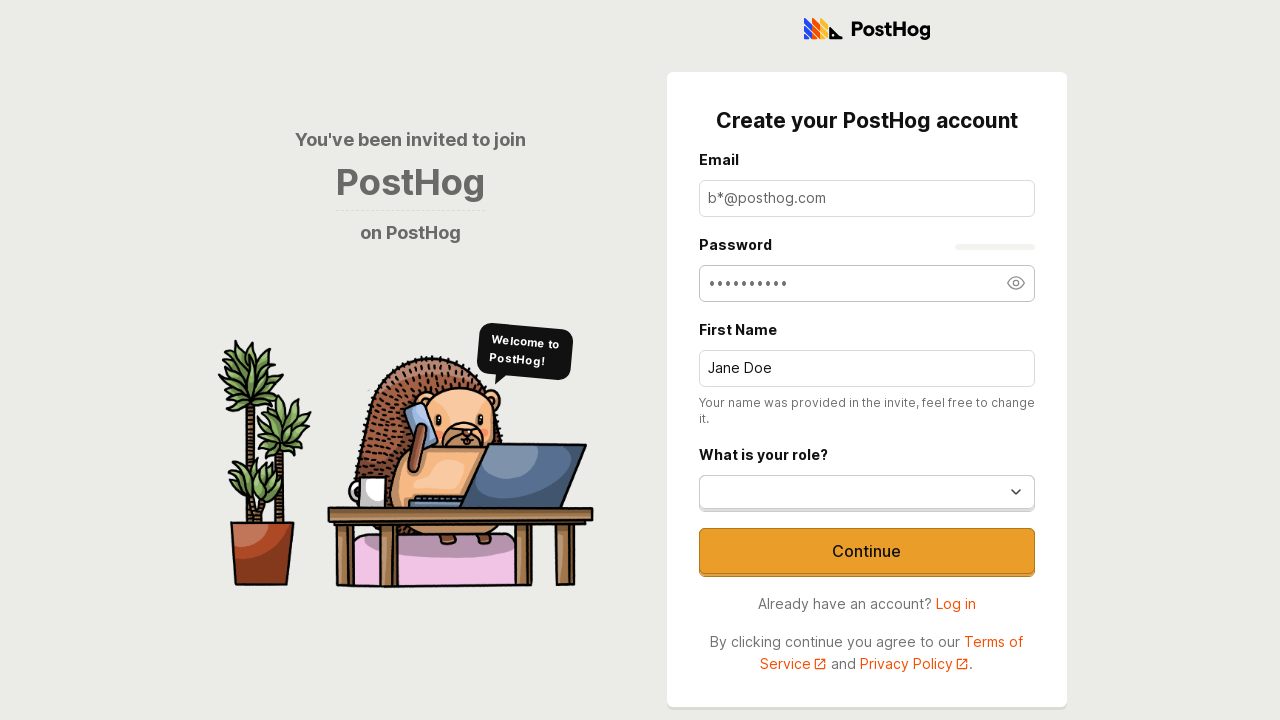 PostHog
You've been invited to join
PostHog
on PostHog
Welcome to
PostHog!
Create your PostHog account
Email
b*@posthog.com
Password
••••••••••
First Name
Jane Doe
Your name was provided in the invite, feel free to change
it.
What is your role?
Continue
Already have an account? Log in
By clicking continue you agree to our Terms of
Service and Privacy Policy.